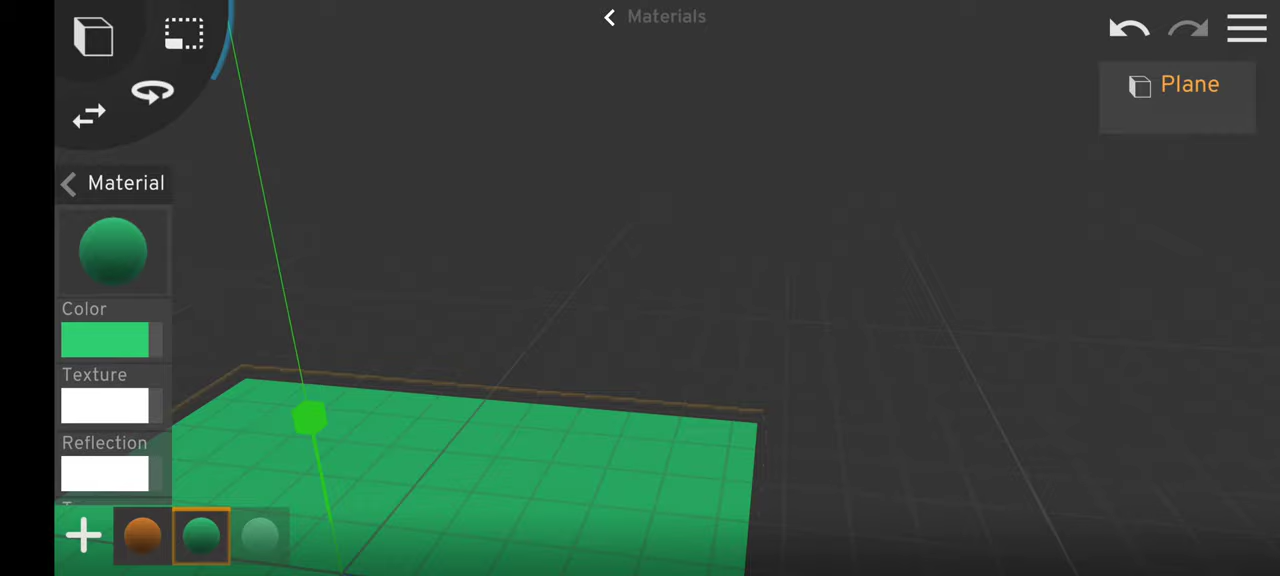 Materials
Plane
Material
Color
Texture
Reflection